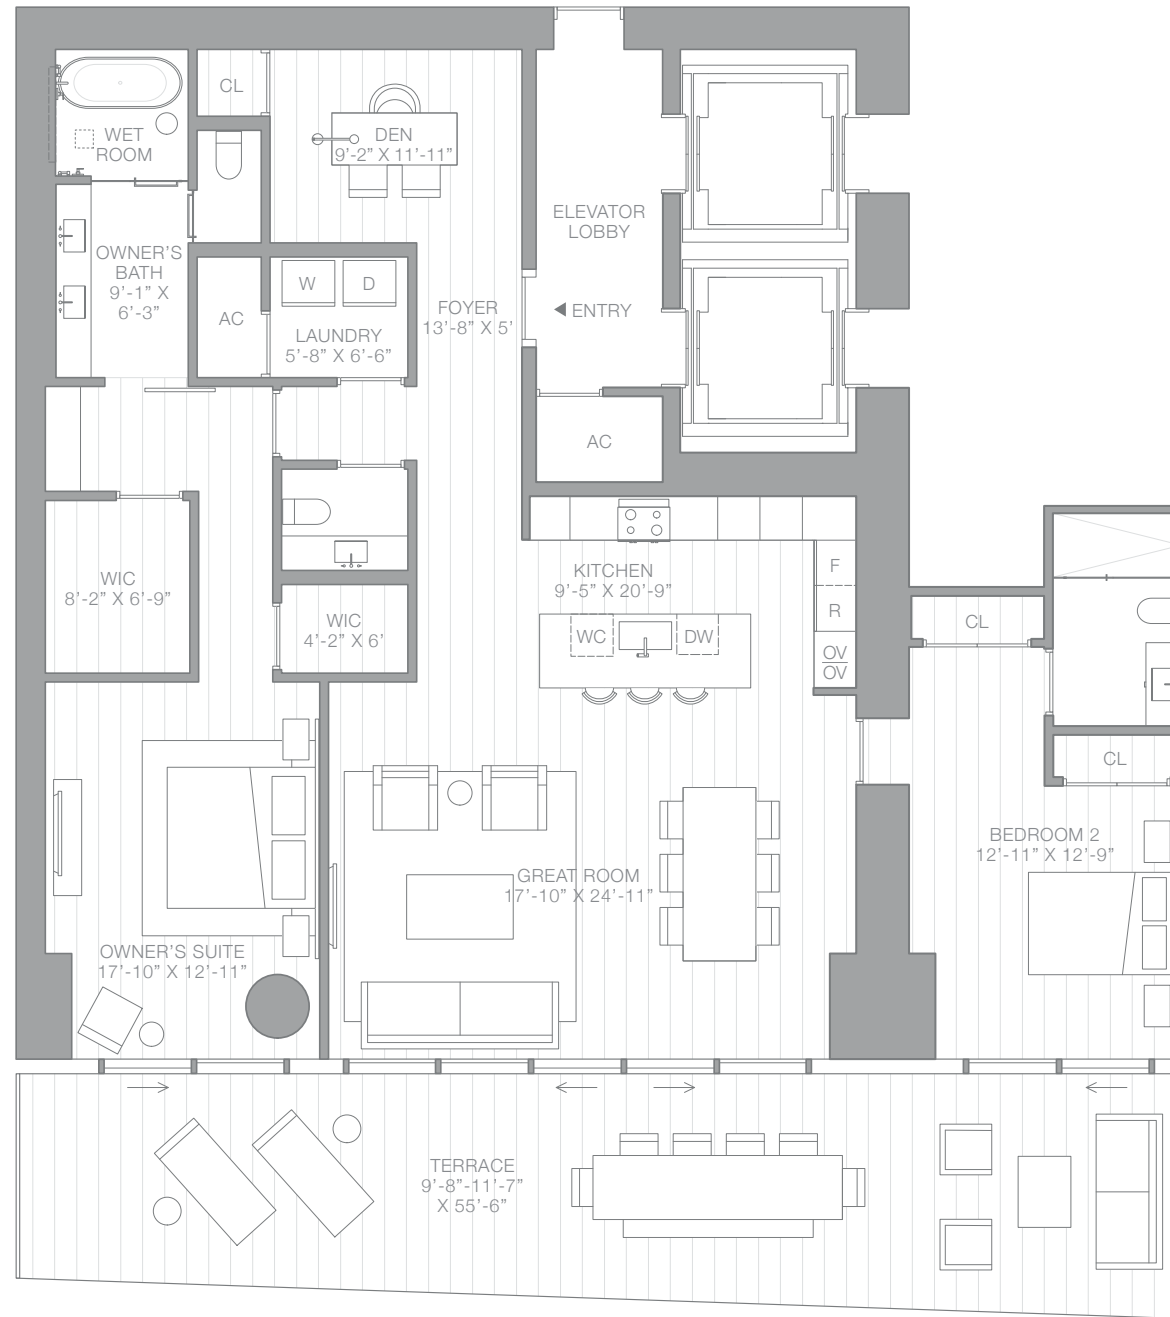 CL
WET
ROOM
DEN
9'-2" X 11'-11"
ELEVATOR
LOBBY
OWNER'S
BATH
9'-1" X
6'-3"
W
D
AC
LAUNDRY
5'-8" X 6'-6"
FOYER
13'-8" X 5'
ENTRY
AC
WIC
8'-2" X 6'-9"
WIC
4'-2" X 6'
KITCHEN
9'-5" X 20'-9"
F
R
WC
DW
OV
OV
CL
CL
BEDROOM 2
12'-11" X 12'-9"
GREAT ROOM
17'-10" X 24'-11"
OWNER'S SUITE
17'-10" X 12'-11"
TERRACE
9'-8"-11'-7"
X 55'-6"